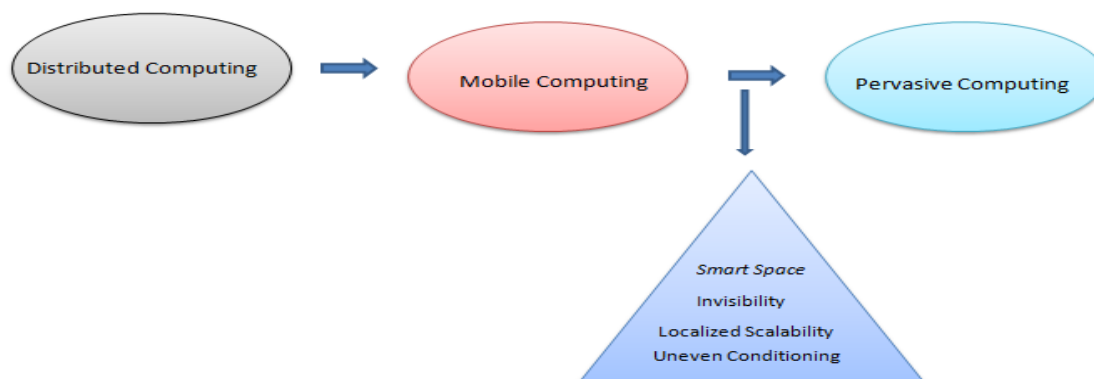 Distributed Computing
Mobile Computing
Pervasive Computing
Smart Space
Invisibility
Localized Scalability
Uneven Conditioning